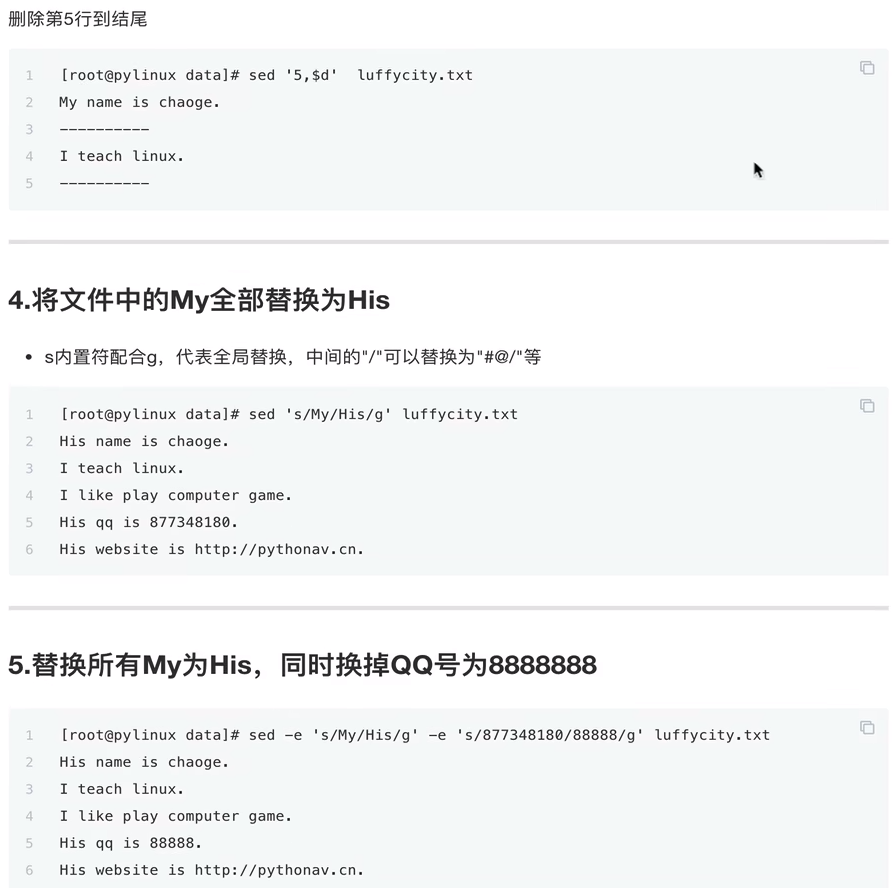 删除第5行到结尾
1 [root@pylinux data]# sed '5,$d'  luffycity.txt
2 My name is chaoge.
3 ----------
4 I teach linux.
5 ----------
4.将文件中的My全部替换为His
• s内置符配合g，代表全局替换，中间的"/"可以替换为"#@/"等
1 [root@pylinux data]# sed 's/My/His/g' luffycity.txt
2 His name is chaoge.
3 I teach linux.
4 I like play computer game.
5 His qq is 877348180.
6 His website is http://pythonav.cn.
5.替换所有My为His，同时换掉QQ号为8888888
1 [root@pylinux data]# sed -e 's/My/His/g' -e 's/877348180/88888/g' luffycity.txt
2 His name is chaoge.
3 I teach linux.
4 I like play computer game.
5 His qq is 88888.
6 His website is http://pythonav.cn.